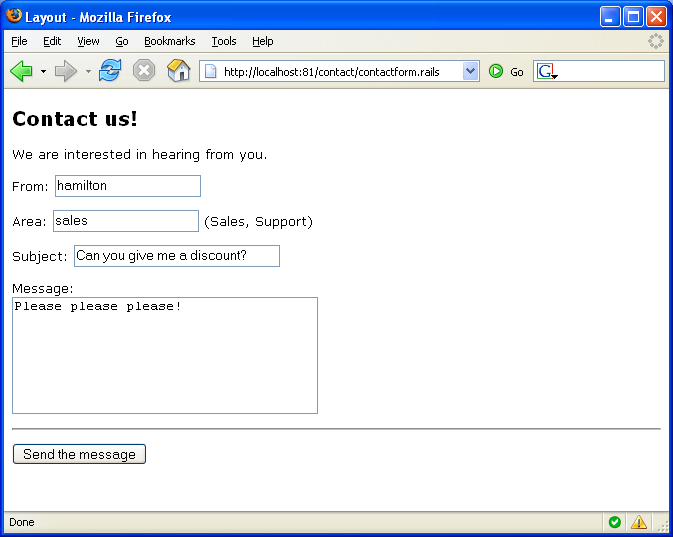 Layout - Mozilla Firefox
File Edit View Go Bookmarks Tools Help
http://localhost:81/contact/contactform.rails Go G
Contact us!
We are interested in hearing from you.
From: hamilton
Area: sales (Sales, Support)
Subject: Can you give me a discount?
Message:
Please please please!
Send the message
Done